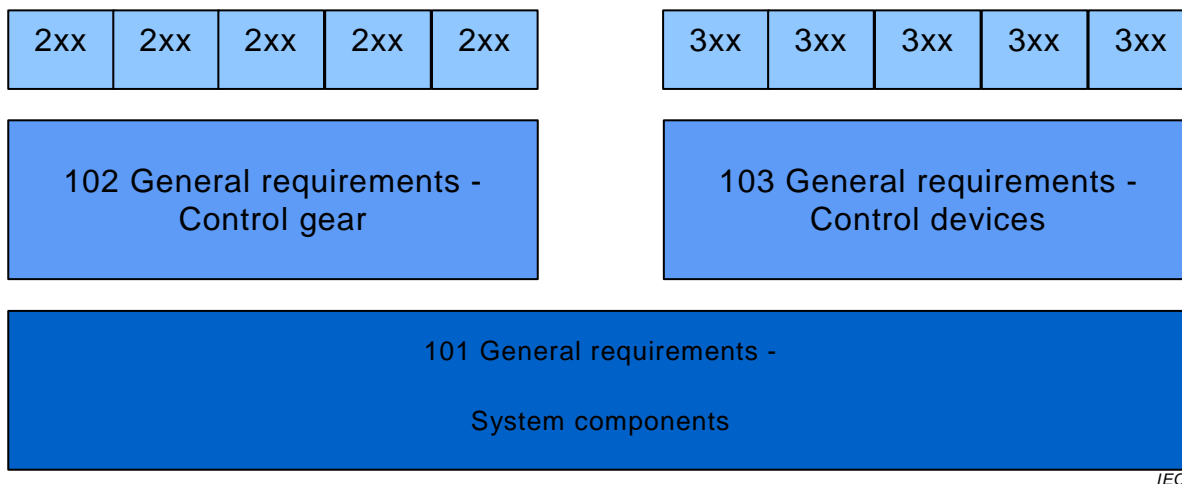 2xx 2xx 2xx 2xx 2xx 3xx 3xx 3xx 3xx 3xx
102 General requirements -
Control gear
103 General requirements -
Control devices
101 General requirements -
System components
IEC